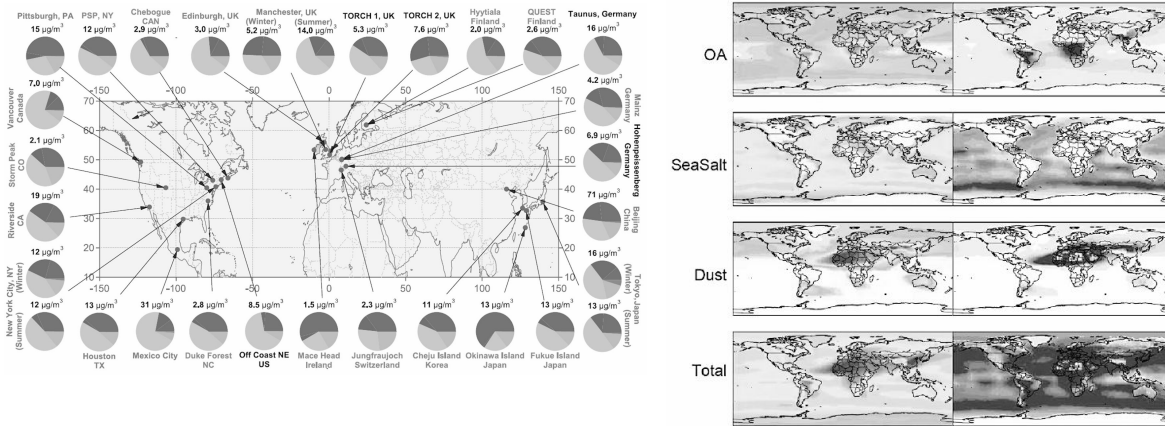 Pittsburgh, PA
15 µg/m3
PSP, NY
12 µg/m3
Chebogue
CAN
2.9 µg/m3
Edinburgh, UK
3.0 µg/m3
Manchester, UK
(Winter) (Summer)
5.2 µg/m3
14.0 µg/m3
TORCH 1, UK
5.3 µg/m3
TORCH 2, UK
7.6 µg/m3
Hyytiala
Finland
2.0 µg/m3
QUEST
Finland
2.6 µg/m3
Taunus, Germany
16 µg/m3
7.0 µg/m3
Vancouver
Canada
2.1 µg/m3
Storm Peak
CO
19 µg/m3
Riverside
CA
12 µg/m3
New York City, NY
(Winter)
(Summer)
4.2 µg/m3
Mainz
Germany
6.9 µg/m3
Hohenpeissenberg
Germany
71 µg/m3
Beijing
China
16 µg/m3
Tokyo, Japan
(Winter)
(Summer)
-150 -100 -50 0 50 100 150
70
60
50
40
30
20
10
70
60
50
40
30
20
10
12 µg/m3
13 µg/m3
31 µg/m3
2.8 µg/m3
8.5 µg/m3
1.5 µg/m3
2.3 µg/m3
11 µg/m3
13 µg/m3
13 µg/m3
13 µg/m3
Houston
TX
Mexico City
Duke Forest
NC
Off Coast NE
US
Mace Head
Ireland
Jungfraujoch
Switzerland
Cheju Island
Korea
Okinawa Island
Japan
Fukue Island
Japan
OA
SeaSalt
Dust
Total